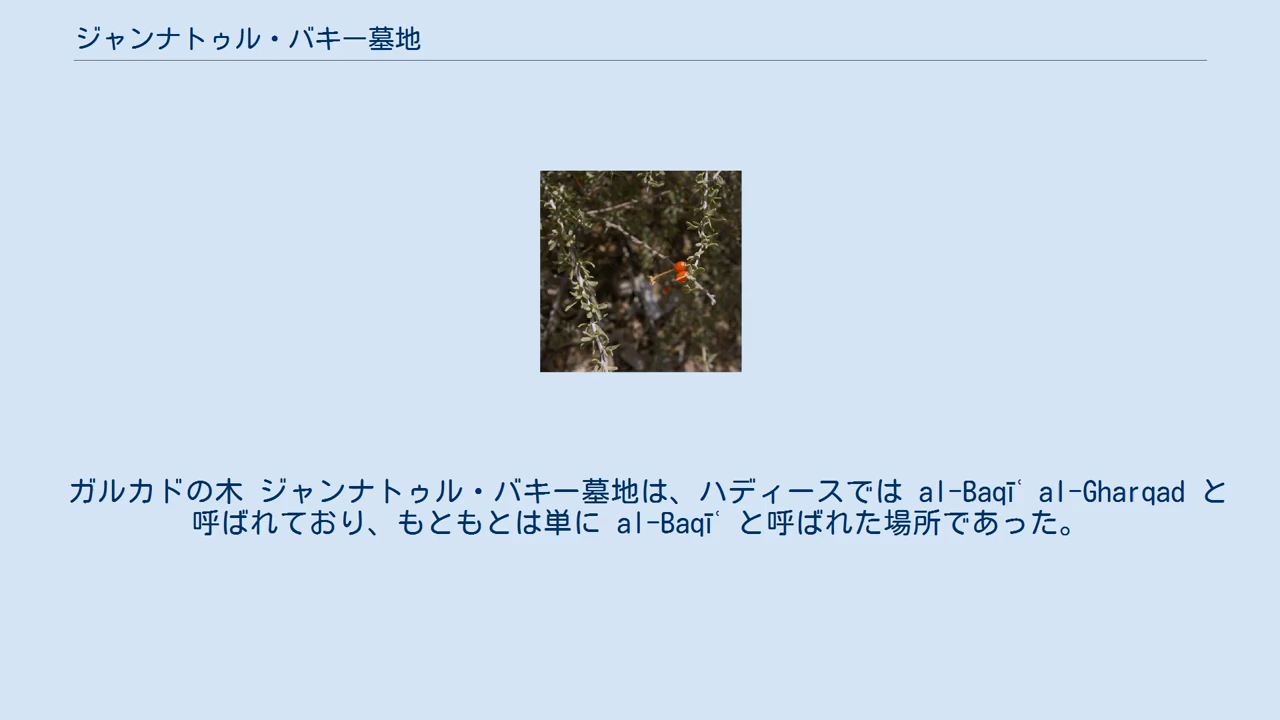 ジャンナトゥル・バキー墓地
ガルカドの木 ジャンナトゥル・バキー墓地は、ハディースでは al-Baqīʿ al-Gharqad と
呼ばれており、もともとは単に al-Baqīʿ と呼ばれた場所であった。